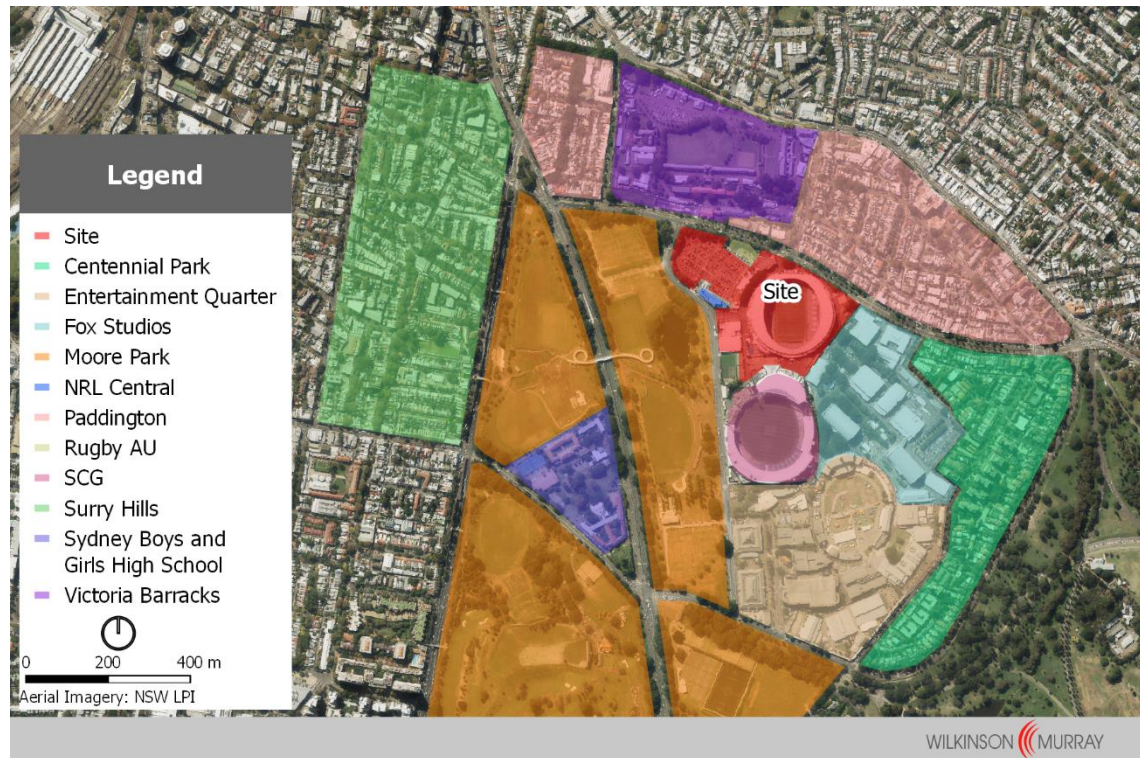 Legend
Site
Centennial Park
Entertainment Quarter
Fox Studios
Moore Park
NRL Central
Paddington
Rugby AU
SCG
Surry Hills
Sydney Boys and
Girls High School
Victoria Barracks
0 200 400 m
Aerial Imagery: NSW LPI
Site
WILKINSON MURRAY